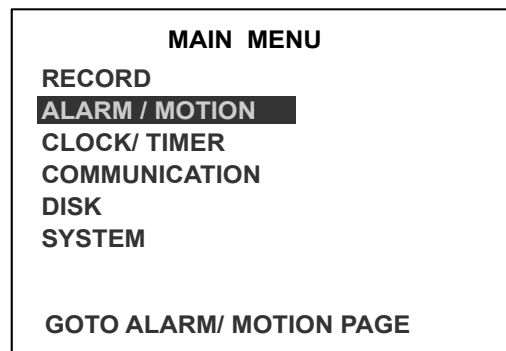 MAIN MENU
RECORD
ALARM / MOTION
CLOCK/ TIMER
COMMUNICATION
DISK
SYSTEM
GOTO ALARM/ MOTION PAGE